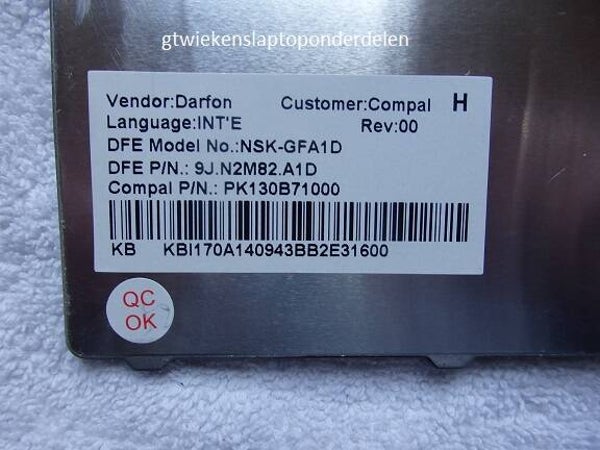 gtwiekenslaptoponderdelen
Vendor:Darfon Customer:Compal H
Language:INT'E Rev:00
DFE Model No.:NSK-GFA1D
DFE P/N.: 9J.N2M82.A1D
Compal P/N.: PK130B71000
KB KBI170A140943BB2E31600
QC
OK